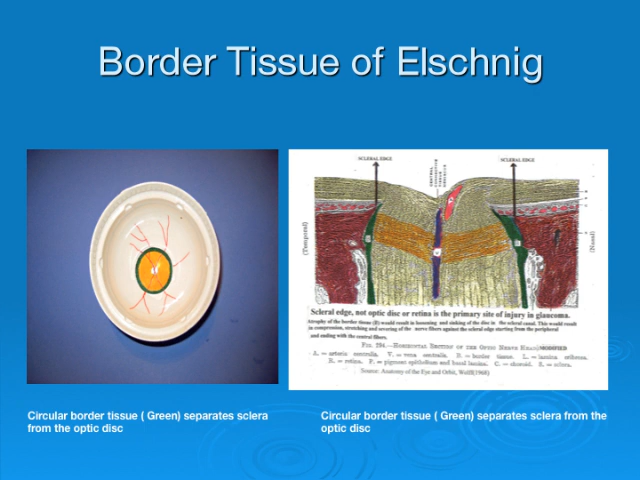 Border Tissue of Elschnig
SCLERAL EDGE
SCLERAL EDGE
(Temporal)
(Nasal)
Scleral edge, not optic disc or retina is the primary site of injury in glaucoma.
Atrophy of the border tissue (B) would result in loosening and sinking of the disc in the scleral canal. This would result
in compression, stretching and severing of the nerve fibers against the scleral edge starting from the peripheral
and ending with the central fibers.
FIG. 284.—HORIZONTAL SECTION OF THE OPTIC NERVE HEAD MODIFIED
A. = arteria centralis. V. = vena centralis. B = border tissue. L. = lamina cribrosa.
R. = retina. P. = pigment epithelium and basal lamina. C. = choroid. S. = sclera.
Source: Anatomy of the Eye and Orbit, Wolff(1968)
Circular border tissue ( Green) separates sclera
from the optic disc
Circular border tissue ( Green) separates sclera from the
optic disc